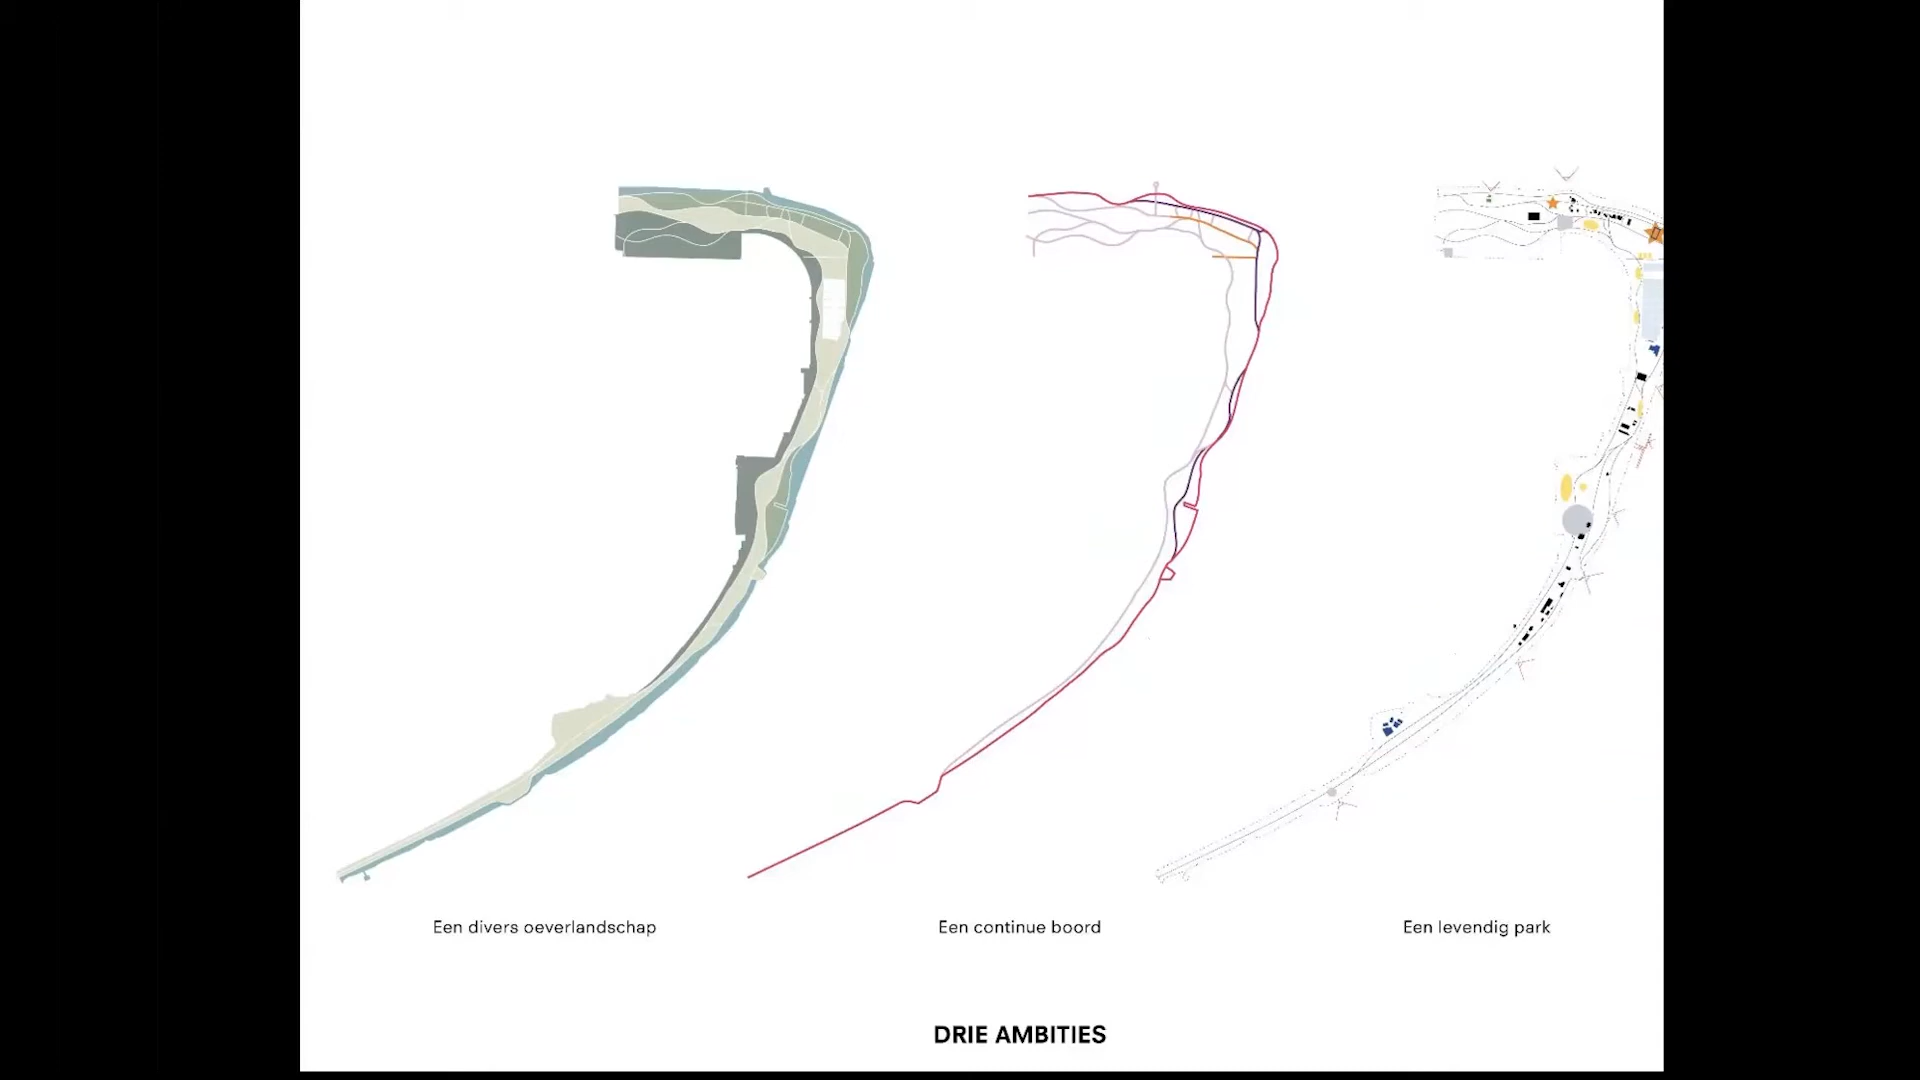 Een divers oeverlandschap
Een continue boord
Een levendig park
DRIE AMBITIES